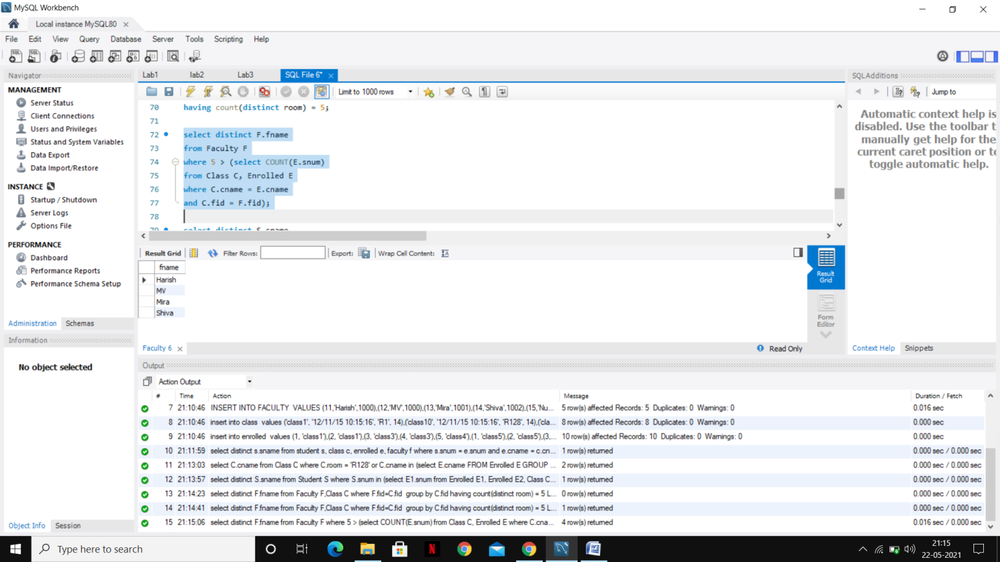 MySQL Workbench
Local instance MySQL80
File Edit View Query Database Server Tools Scripting Help
Navigator
MANAGEMENT
Server Status
Client Connections
Users and Privileges
Status and System Variables
Data Export
Data Import/Restore
INSTANCE
Startup / Shutdown
Server Logs
Options File
PERFORMANCE
Dashboard
Performance Reports
Performance Schema Setup
Administration Schemas
Information
No object selected
Object Info Session
Lab1 lab2 Lab3 SQL File 6*
Limit to 1000 rows
70 having count(distinct room) = 5;
71
72 select distinct F.fname
73 from Faculty F
74 where 5 > (select COUNT(E.snum)
75 from Class C, Enrolled E
76 where C.cname = E.cname
77 and C.fid = F.fid);
78
79 select distinct S.sname
Result Grid Filter Rows: Export: Wrap Cell Content:
fname
Harish
MV
Mira
Shiva
Result
Grid
Form
Editor
Faculty 6 Read Only
SQLAdditions
Jump to
Automatic context help is
disabled. Use the toolbar t
manually get help for the
current caret position or to
toggle automatic help.
Context Help Snippets
Output
Action Output
# Time Action Message Duration / Fetch
7 21:10:46 INSERT INTO FACULTY VALUES (11,'Harish',1000),(12,'MV',1000),(13,'Mira',1001),(14,'Shiva',1002),(15,'Nu... 5 row(s) affected Records: 5 Duplicates: 0 Warnings: 0 0.016 sec
8 21:10:46 insert into class values ('class1', '12/11/15 10:15:16', 'R1', 14),('class10', '12/11/15 10:15:16', 'R128', 14),('cla... 8 row(s) affected Records: 8 Duplicates: 0 Warnings: 0 0.000 sec
9 21:10:46 insert into enrolled values (1, 'class1'),(2, 'class1'),(3, 'class3'),(4, 'class3'),(5, 'class4'),(1, 'class5'),(2, 'class5'),(3,... 10 row(s) affected Records: 10 Duplicates: 0 Warnings: 0 0.000 sec
10 21:11:59 select distinct s.sname from student s, class c, enrolled e, faculty f where s.snum = e.snum and e.cname = c.cn... 1 row(s) returned 0.000 sec / 0.000 sec
11 21:13:03 select C.cname from Class C where C.room = 'R128' or C.cname in (select E.cname FROM Enrolled E GROUP ... 2 row(s) returned 0.000 sec / 0.000 sec
12 21:13:57 select distinct S.sname from Student S where S.snum in (select E1.snum from Enrolled E1, Enrolled E2, Class C... 1 row(s) returned 0.000 sec / 0.000 sec
13 21:14:23 select distinct F.fname from Faculty F,Class C where F.fid=C.fid group by C.fid having count(distinct room) = 5 L... 0 row(s) returned 0.000 sec / 0.000 sec
14 21:14:41 select distinct F.fname from Faculty F,Class C where F.fid=C.fid group by C.fid having count(distinct room) = 5 L... 1 row(s) returned 0.000 sec / 0.000 sec
15 21:15:06 select distinct F.fname from Faculty F where 5 > (select COUNT(E.snum) from Class C, Enrolled E where C.cna... 4 row(s) returned 0.016 sec / 0.000 sec
Type here to search
21:15
22-05-2021